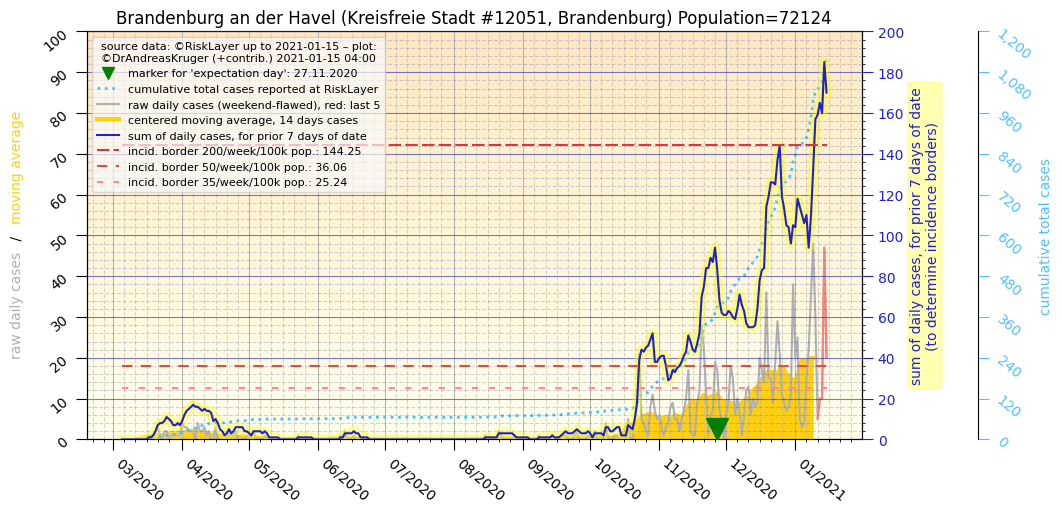 Brandenburg an der Havel (Kreisfreie Stadt #12051, Brandenburg) Population=72124
source data: ©RiskLayer up to 2021-01-15 – plot:
©DrAndreasKruger (+contrib.) 2021-01-15 04:00
marker for 'expectation day': 27.11.2020
cumulative total cases reported at RiskLayer
raw daily cases (weekend-flawed), red: last 5
centered moving average, 14 days cases
sum of daily cases, for prior 7 days of date
incid. border 200/week/100k pop.: 144.25
incid. border 50/week/100k pop.: 36.06
incid. border 35/week/100k pop.: 25.24
raw daily cases / moving average
100
90
80
70
60
50
40
30
20
10
0
03/2020
04/2020
05/2020
06/2020
07/2020
08/2020
09/2020
10/2020
11/2020
12/2020
01/2021
200
180
160
140
120
100
80
60
40
20
0
sum of daily cases, for prior 7 days of date
(to determine incidence borders)
1,200
1,080
960
840
720
600
480
360
240
120
0
cumulative total cases